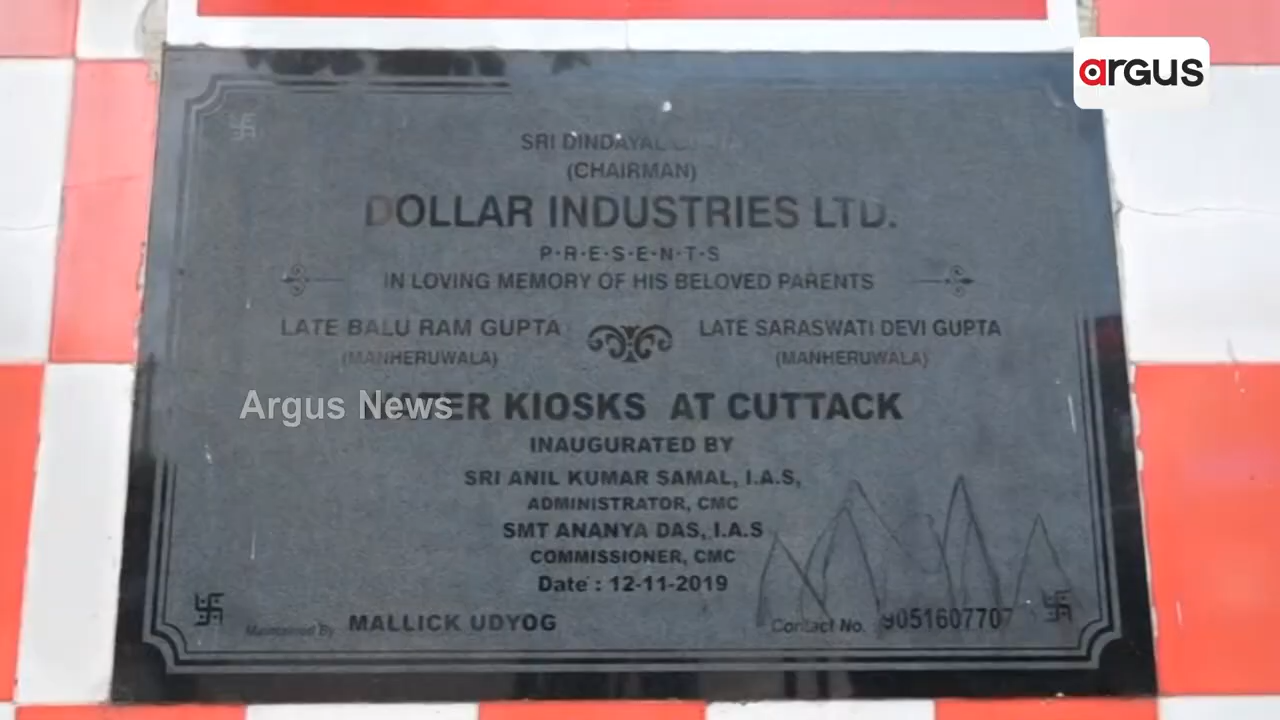 argus
SRI DINDAYAL
(CHAIRMAN)
DOLLAR INDUSTRIES LTD.
P·R·E·S·E·N·T·S
IN LOVING MEMORY OF HIS BELOVED PARENTS
LATE BALU RAM GUPTA
(MANHERUWALA)
LATE SARASWATI DEVI GUPTA
(MANHERUWALA)
Argus News
KIOSKS AT CUTTACK
INAUGURATED BY
SRI ANIL KUMAR SAMAL, I.A.S,
ADMINISTRATOR, CMC
SMT ANANYA DAS, I.A.S
COMMISSIONER, CMC
Date : 12-11-2019
Maintained By MALLICK UDYOG
Contact No. 9051607707